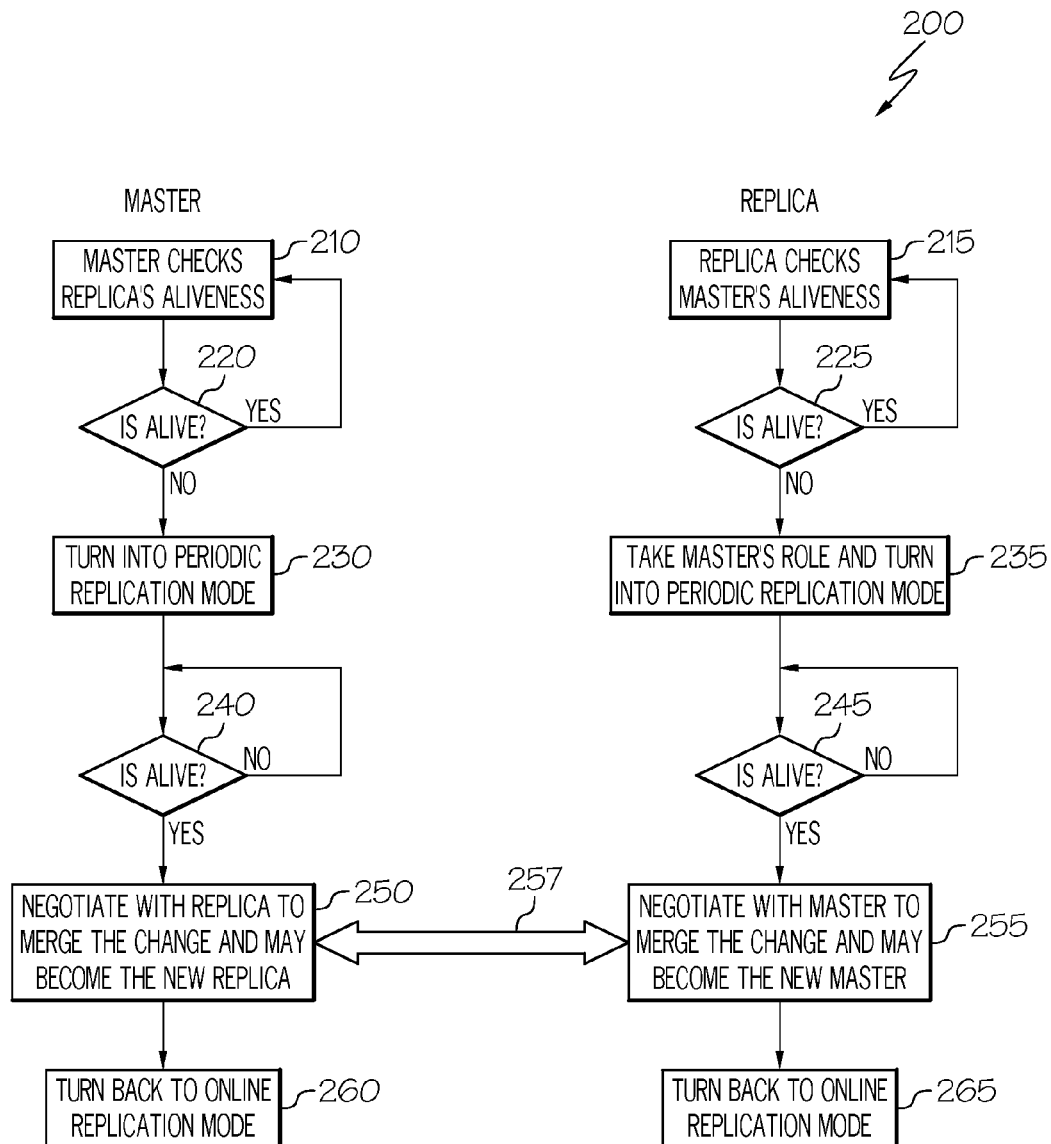 200
MASTER
MASTER CHECKS
REPLICA'S ALIVENESS
210
220
IS ALIVE?
YES
NO
TURN INTO PERIODIC
REPLICATION MODE
230
240
IS ALIVE?
NO
YES
NEGOTIATE WITH REPLICA TO
MERGE THE CHANGE AND MAY
BECOME THE NEW REPLICA
250
257
TURN BACK TO ONLINE
REPLICATION MODE
260
REPLICA
REPLICA CHECKS
MASTER'S ALIVENESS
215
225
IS ALIVE?
YES
NO
TAKE MASTER'S ROLE AND TURN
INTO PERIODIC REPLICATION MODE
235
245
IS ALIVE?
NO
YES
NEGOTIATE WITH MASTER TO
MERGE THE CHANGE AND MAY
BECOME THE NEW MASTER
255
TURN BACK TO ONLINE
REPLICATION MODE
265